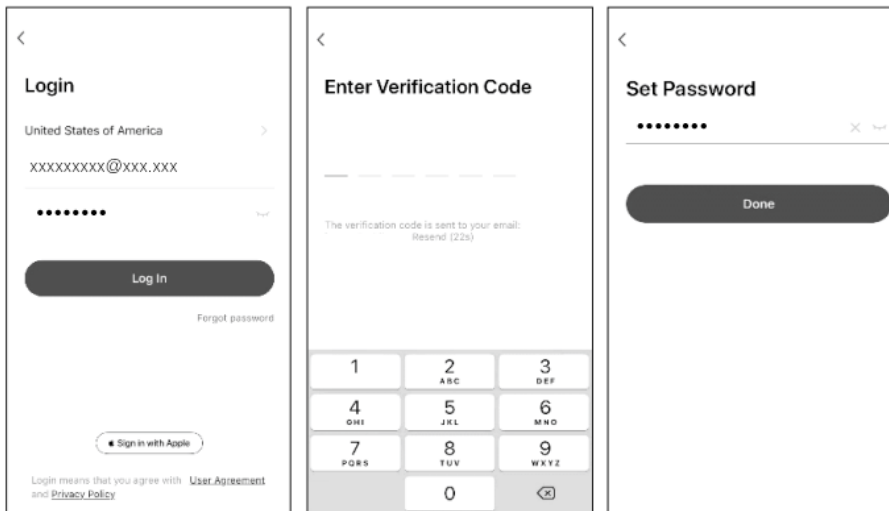 Login
United States of America
xxxxxxxxx@xxx.xxx
••••••••
Log In
Forgot password
Sign in with Apple
Login means that you agree with User Agreement
and Privacy Policy
Enter Verification Code
The verification code is sent to your email:
Resend (22s)
1
2
ABC
3
DEF
4
GHI
5
JKL
6
MNO
7
PQRS
8
TUV
9
WXYZ
0
Set Password
••••••••
Done